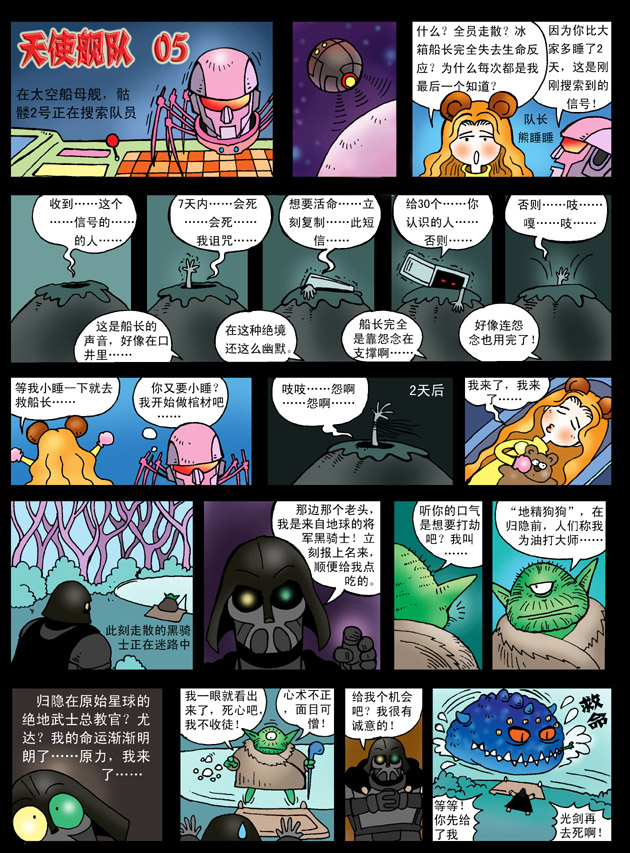 天使舰队 05
在太空船母舰，骷
髅2号正在搜索队员
什么？全员走散？冰
箱船长完全失去生命反
应？为什么每次都是我
最后一个知道？
因为你比大
家多睡了2
天，这是刚
刚搜索到的
信号！
队长
熊睡睡
收到……这个
……信号的……
的人……
7天内……会死
……会死……
我诅咒……
想要活命……立
刻复制……此短
信……
给30个……你
认识的人……
否则……
否则……吱……
嘎……吱……
这是船长的
声音，好像在口
井里……
在这种绝境
还这么幽默。
船长完全
是靠怨念在
支撑啊……
好像连怨
念也用完了！
等我小睡一下就去
救船长……
你又要小睡？
我开始做棺材吧
……
吱吱……怨啊
……怨啊……
2天后
我来了，我来
了……
此刻走散的黑骑
士正在迷路中
那边那个老头，
我是来自地球的将
军黑骑士！立
刻报上名来，
顺便给我点
吃的。
听你的口气
是想要打劫
吧？我叫
……
“地精狗狗”，在
归隐前，人们称我
为油打大师……
归隐在原始星球的
绝地武士总教官？尤
达？我的命运渐渐明
朗了……原力，我来
了……
我一眼就看出
来了，死心吧，
我不收徒！
心术不正
，面目可
憎！
给我个机会
吧？我很有
诚意的！
救命
等等！
你先给
了我
光剑再
去死啊！